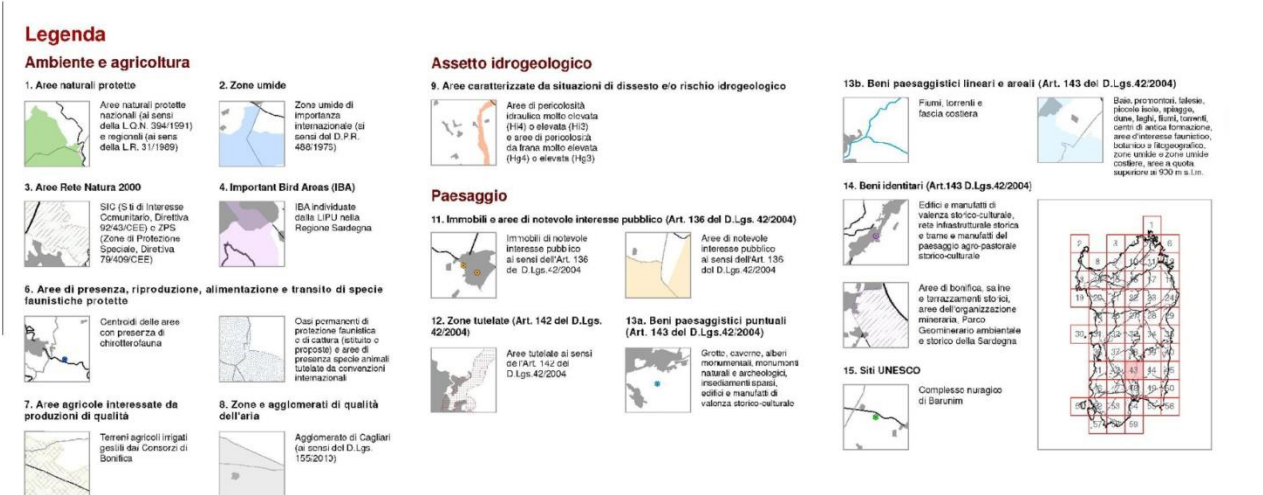 Legenda
Ambiente e agricoltura
1. Aree naturali protette
Aree naturali protette
nazionali (ai sensi
della L.Q.N. 394/1991)
e regionali (ai sensi
della L.R. 31/1989)
2. Zone umide
Zone umide di
importanza
internazionale (ai
sensi del D.P.R.
488/1976)
3. Aree Rete Natura 2000
SIC (Siti di Interesse
Comunitario, Direttiva
92/43/CEE) e ZPS
(Zone di Protezione
Speciale, Direttiva
79/409/CEE)
4. Important Bird Areas (IBA)
IBA individuate
dalla LIPU nella
Regione Sardegna
6. Aree di presenza, riproduzione, alimentazione e transito di specie
faunistiche protette
Centroidi delle aree
con presenza di
chirotterofauna
Oasi permanenti di
protezione faunistica
e di cattura (istituite e
proposte) e aree di
presenza specie animali
tutelate da convenzioni
internazionali
7. Aree agricole interessate da
produzioni di qualità
Terreni agricoli irrigati
gestiti dai Consorzi di
Bonifica
8. Zone e agglomerati di qualità
dell'aria
Agglomerato di Cagliari
(ai sensi del D.Lgs.
155/2010)
Assetto idrogeologico
9. Aree caratterizzate da situazioni di dissesto e/o rischio idrogeologico
Aree di pericolosità
idraulica molto elevata
(Hi4) o elevata (Hi3)
e aree di pericolosità
da frana molto elevata
(Hg4) o elevata (Hg3)
Paesaggio
11. Immobili e aree di notevole interesse pubblico (Art. 136 del D.Lgs. 42/2004)
Immobili di notevole
interesse pubblico
ai sensi dell'Art. 136
del D.Lgs.42/2004
Aree di notevole
interesse pubblico
ai sensi dell'Art. 136
del D.Lgs.42/2004
12. Zone tutelate (Art. 142 del D.Lgs.
42/2004)
Aree tutelate ai sensi
dell'Art. 142 del
D.Lgs.42/2004
13a. Beni paesaggistici puntuali
(Art. 143 del D.Lgs.42/2004)
Grotte, caverne, alberi
monumentali, monumenti
naturali e archeologici,
insediamenti sparsi,
edifici e manufatti di
valenza storico-culturale
13b. Beni paesaggistici lineari e areali (Art. 143 del D.Lgs.42/2004)
Fiumi, torrenti e
fascia costiera
Baie, promontori, falesie,
piccole isole, spiagge,
dune, laghi, fiumi, torrenti,
centri di antica formazione,
aree d'interesse faunistico,
botanico e fitogeografico,
zone umide e zone umide
costiere, aree a quota
superiore ai 900 m s.l.m.
14. Beni identitari (Art.143 D.Lgs.42/2004)
Edifici e manufatti di
valenza storico-culturale,
rete infrastrutturale storica
e trame e manufatti del
paesaggio agro-pastorale
storico-culturale
Aree di bonifica, saline
e terrazzamenti storici,
aree dell'organizzazione
mineraria, Parco
Geominerario ambientale
e storico della Sardegna
15. Siti UNESCO
Complesso nuragico
di Barunim
1
2
3
6
19
24
30
43